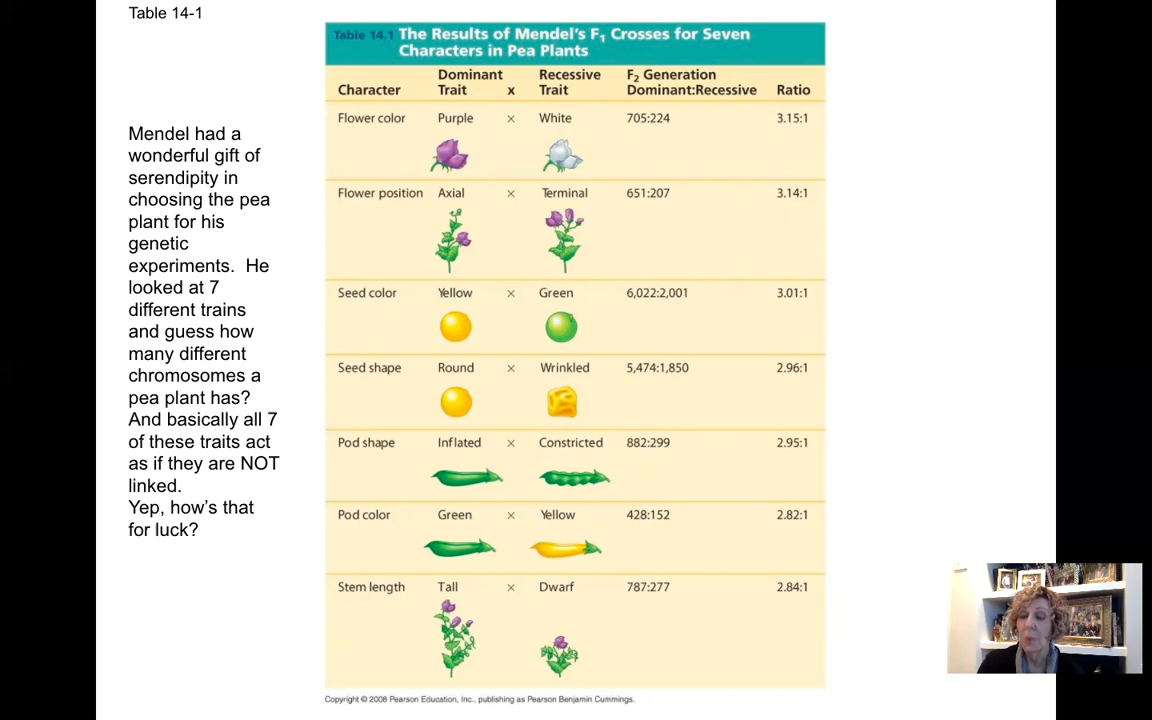 Table 14-1
Mendel had a
wonderful gift of
serendipity in
choosing the pea
plant for his
genetic
experiments.  He
looked at 7
different trains
and guess how
many different
chromosomes a
pea plant has?
And basically all 7
of these traits act
as if they are NOT
linked.
Yep, how's that
for luck?
Table 14.1 The Results of Mendel's F₁ Crosses for Seven
Characters in Pea Plants
Character Dominant Trait x Recessive Trait F₂ Generation Dominant:Recessive Ratio
Flower color Purple × White 705:224 3.15:1
Flower position Axial × Terminal 651:207 3.14:1
Seed color Yellow × Green 6,022:2,001 3.01:1
Seed shape Round × Wrinkled 5,474:1,850 2.96:1
Pod shape Inflated × Constricted 882:299 2.95:1
Pod color Green × Yellow 428:152 2.82:1
Stem length Tall × Dwarf 787:277 2.84:1
Copyright © 2008 Pearson Education, Inc., publishing as Pearson Benjamin Cummings.